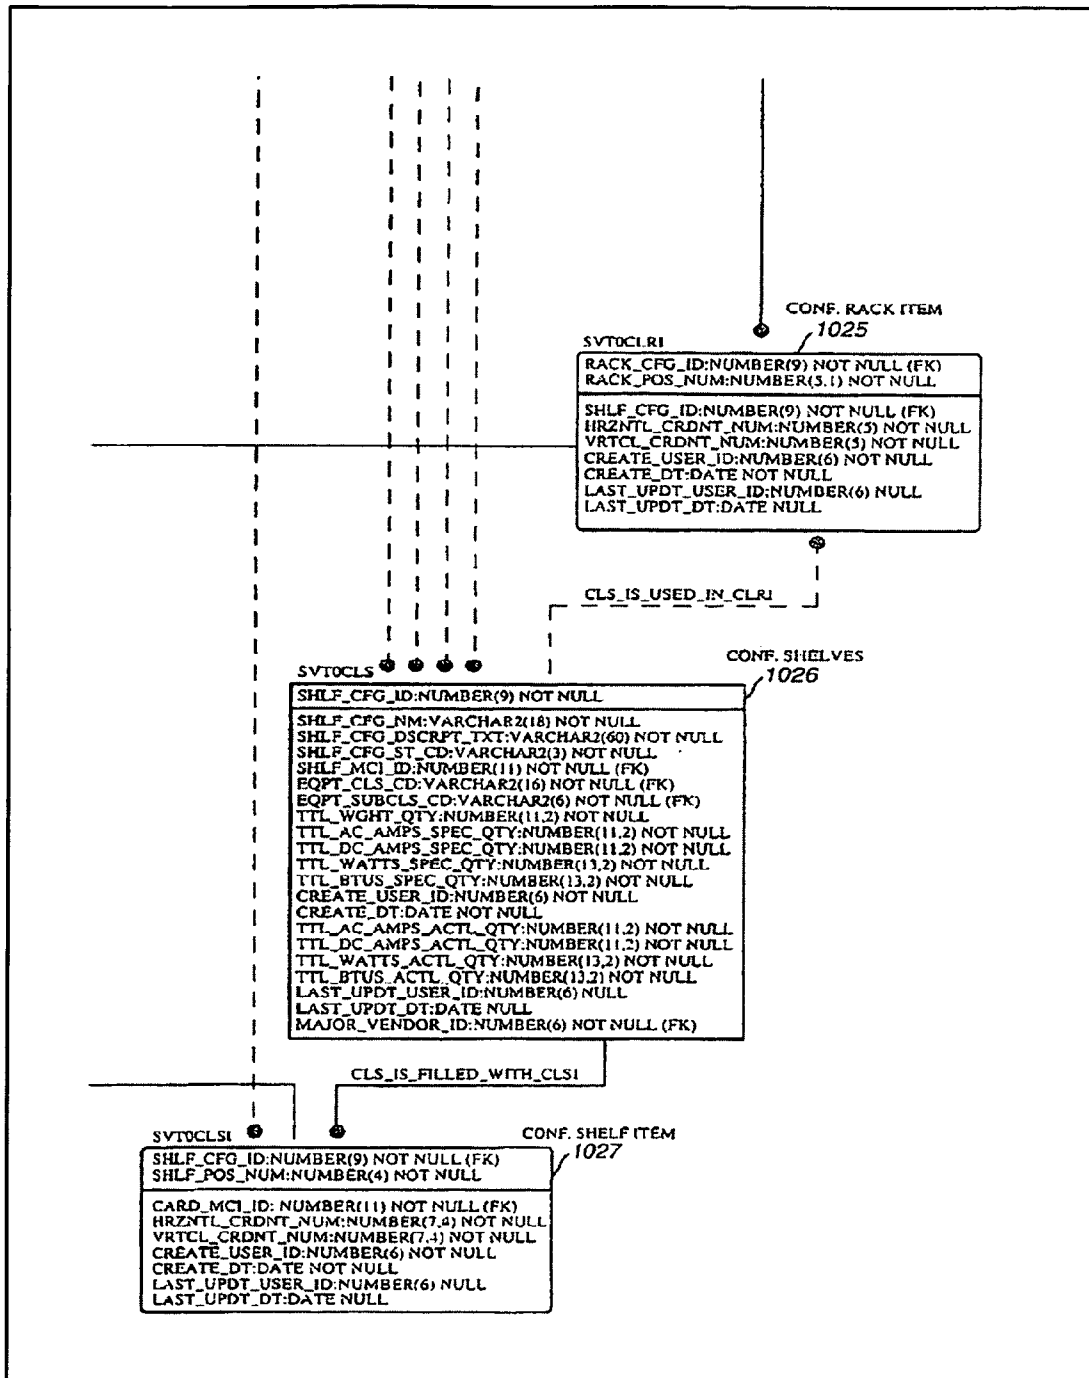 CONF. RACK ITEM
1025
SVT0CLRI
RACK_CFG_ID:NUMBER(9) NOT NULL (FK)
RACK_POS_NUM:NUMBER(5,1) NOT NULL
SHLF_CFG_ID:NUMBER(9) NOT NULL (FK)
HRZNTL_CRDNT_NUM:NUMBER(5) NOT NULL
VRTCL_CRDNT_NUM:NUMBER(5) NOT NULL
CREATE_USER_ID:NUMBER(6) NOT NULL
CREATE_DT:DATE NOT NULL
LAST_UPDT_USER_ID:NUMBER(6) NULL
LAST_UPDT_DT:DATE NULL
CLS_IS_USED_IN_CLRI
CONF. SHELVES
1026
SVT0CLS
SHLF_CFG_ID:NUMBER(9) NOT NULL
SHLF_CFG_NM:VARCHAR2(18) NOT NULL
SHLF_CFG_DSCRPT_TXT:VARCHAR2(60) NOT NULL
SHLF_CFG_ST_CD:VARCHAR2(3) NOT NULL
SHLF_MCI_ID:NUMBER(11) NOT NULL (FK)
EQPT_CLS_CD:VARCHAR2(16) NOT NULL (FK)
EQPT_SUBCLS_CD:VARCHAR2(6) NOT NULL (FK)
TTL_WGHT_QTY:NUMBER(11,2) NOT NULL
TTL_AC_AMPS_SPEC_QTY:NUMBER(11,2) NOT NULL
TTL_DC_AMPS_SPEC_QTY:NUMBER(11,2) NOT NULL
TTL_WATTS_SPEC_QTY:NUMBER(13,2) NOT NULL
TTL_BTUS_SPEC_QTY:NUMBER(13,2) NOT NULL
CREATE_USER_ID:NUMBER(6) NOT NULL
CREATE_DT:DATE NOT NULL
TTL_AC_AMPS_ACTL_QTY:NUMBER(11,2) NOT NULL
TTL_DC_AMPS_ACTL_QTY:NUMBER(11,2) NOT NULL
TTL_WATTS_ACTL_QTY:NUMBER(13,2) NOT NULL
TTL_BTUS_ACTL_QTY:NUMBER(13,2) NOT NULL
LAST_UPDT_USER_ID:NUMBER(6) NULL
LAST_UPDT_DT:DATE NULL
MAJOR_VENDOR_ID:NUMBER(6) NOT NULL (FK)
CLS_IS_FILLED_WITH_CLSI
CONF. SHELF ITEM
1027
SVT0CLSI
SHLF_CFG_ID:NUMBER(9) NOT NULL (FK)
SHLF_POS_NUM:NUMBER(4) NOT NULL
CARD_MCI_ID: NUMBER(11) NOT NULL (FK)
HRZNTL_CRDNT_NUM:NUMBER(7,4) NOT NULL
VRTCL_CRDNT_NUM:NUMBER(7,4) NOT NULL
CREATE_USER_ID:NUMBER(6) NOT NULL
CREATE_DT:DATE NOT NULL
LAST_UPDT_USER_ID:NUMBER(6) NULL
LAST_UPDT_DT:DATE NULL